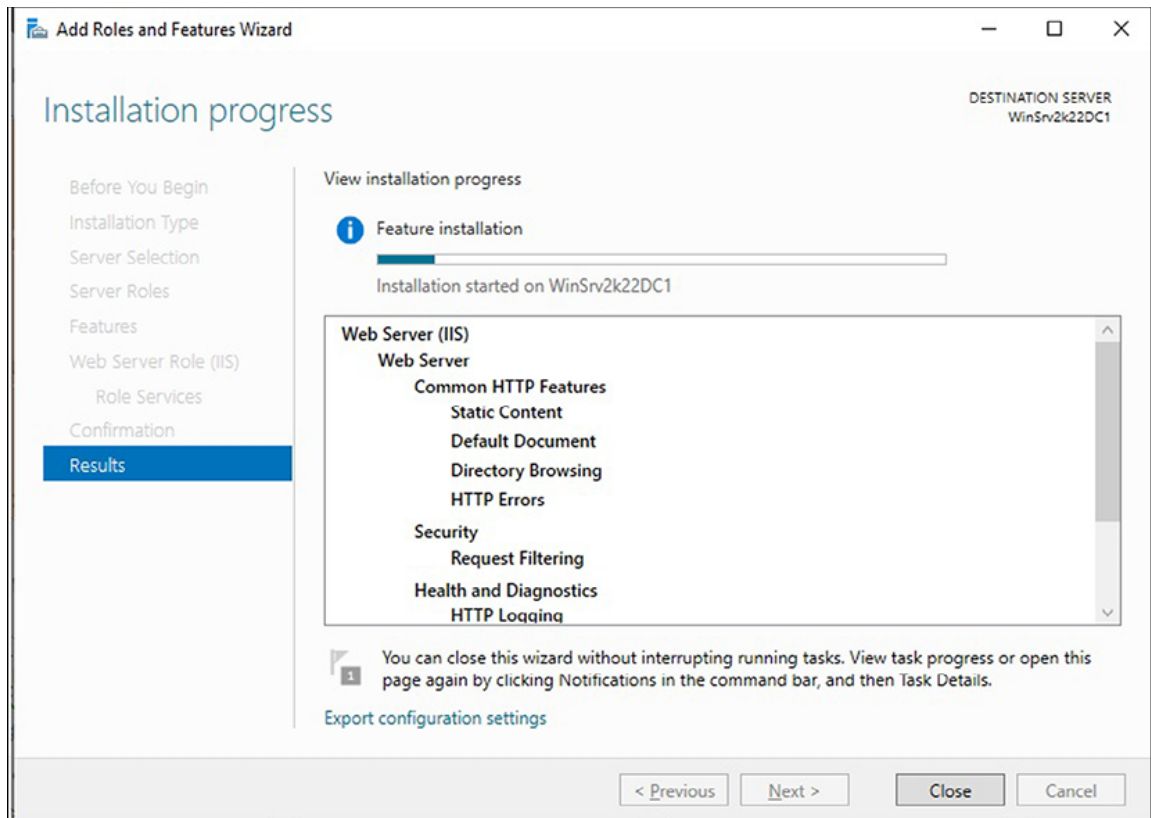 Add Roles and Features Wizard
Installation progress
DESTINATION SERVER
WinSrv2k22DC1
Before You Begin
Installation Type
Server Selection
Server Roles
Features
Web Server Role (IIS)
Role Services
Confirmation
Results
View installation progress
Feature installation
Installation started on WinSrv2k22DC1
Web Server (IIS)
Web Server
Common HTTP Features
Static Content
Default Document
Directory Browsing
HTTP Errors
Security
Request Filtering
Health and Diagnostics
HTTP Logging
1
You can close this wizard without interrupting running tasks. View task progress or open this
page again by clicking Notifications in the command bar, and then Task Details.
Export configuration settings
< Previous
Next >
Close
Cancel